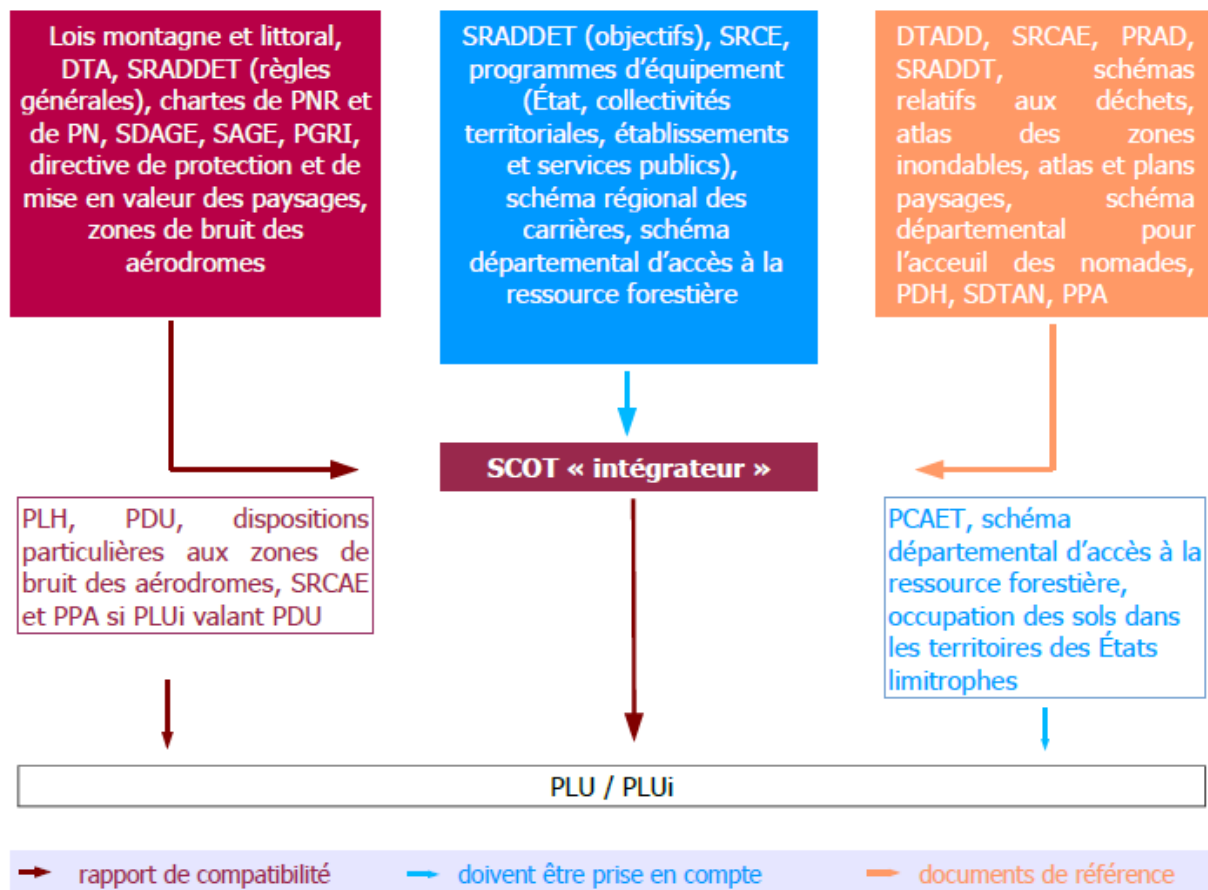 Lois montagne et littoral,
DTA, SRADDET (règles
générales), chartes de PNR et
de PN, SDAGE, SAGE, PGRI,
directive de protection et de
mise en valeur des paysages,
zones de bruit des
aérodromes
SRADDET (objectifs), SRCE,
programmes d'équipement
(État, collectivités
territoriales, établissements
et services publics),
schéma régional des
carrières, schéma
départemental d'accès à la
ressource forestière
DTADD, SRCAE, PRAD,
SRADDT, schémas
relatifs aux déchets,
atlas des zones
inondables, atlas et plans
paysages, schéma
départemental pour
l'acceuil des nomades,
PDH, SDTAN, PPA
SCOT « intégrateur »
PLH, PDU, dispositions
particulières aux zones de
bruit des aérodromes, SRCAE
et PPA si PLUi valant PDU
PCAET, schéma
départemental d'accès à la
ressource forestière,
occupation des sols dans
les territoires des États
limitrophes
PLU / PLUi
rapport de compatibilité
doivent être prise en compte
documents de référence